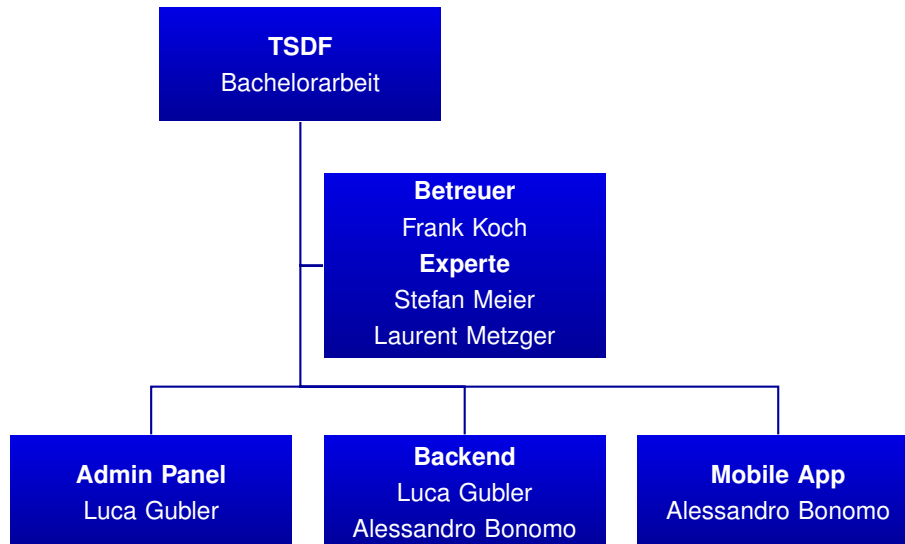 TSDF
Bachelorarbeit
Betreuer
Frank Koch
Experte
Stefan Meier
Laurent Metzger
Admin Panel
Luca Gubler
Backend
Luca Gubler
Alessandro Bonomo
Mobile App
Alessandro Bonomo